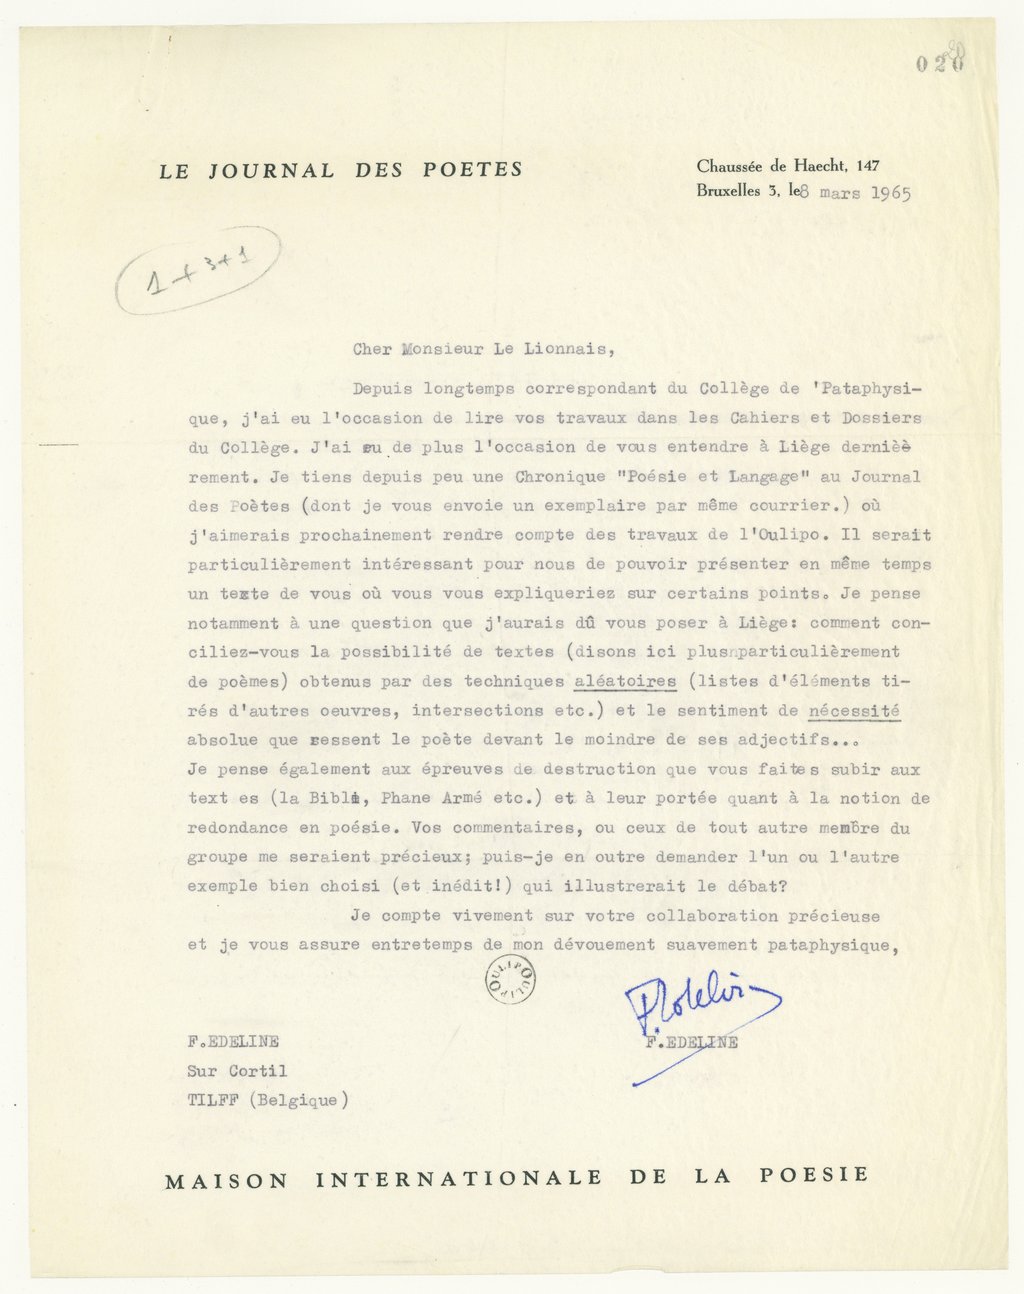 020
LE JOURNAL DES POETES
Chaussée de Haecht, 147
Bruxelles 3, le8 mars 1965
1+3+1
Cher Monsieur Le Lionnais,
Depuis longtemps correspondant du Collège de 'Pataphysi-
que, j'ai eu l'occasion de lire vos travaux dans les Cahiers et Dossiers
du Collège. J'ai eu de plus l'occasion de vous entendre à Liège derniè
rement. Je tiens depuis peu une Chronique "Poésie et Langage" au Journal
des Poètes (dont je vous envoie un exemplaire par même courrier.) où
j'aimerais prochainement rendre compte des travaux de l'Oulipo. Il serait
particulièrement intéressant pour nous de pouvoir présenter en même temps
un texte de vous où vous vous expliqueriez sur certains points. Je pense
notamment à une question que j'aurais dû vous poser à Liège: comment con-
ciliez-vous la possibilité de textes (disons ici plus particulièrement
de poèmes) obtenus par des techniques aléatoires (listes d'éléments ti-
rés d'autres oeuvres, intersections etc.) et le sentiment de nécessité
absolue que ressent le poète devant le moindre de ses adjectifs...
Je pense également aux épreuves de destruction que vous faites subir aux
text es (la Bible, Phane Armé etc.) et à leur portée quant à la notion de
redondance en poésie. Vos commentaires, ou ceux de tout autre membre du
groupe me seraient précieux; puis-je en outre demander l'un ou l'autre
exemple bien choisi (et inédit!) qui illustrerait le débat?
Je compte vivement sur votre collaboration précieuse
et je vous assure entretemps de mon dévouement suavement pataphysique,
OULIPO OULIPO
F.EDELINE
F.EDELINE
Sur Cortil
TILFF (Belgique)
MAISON INTERNATIONALE DE LA POESIE